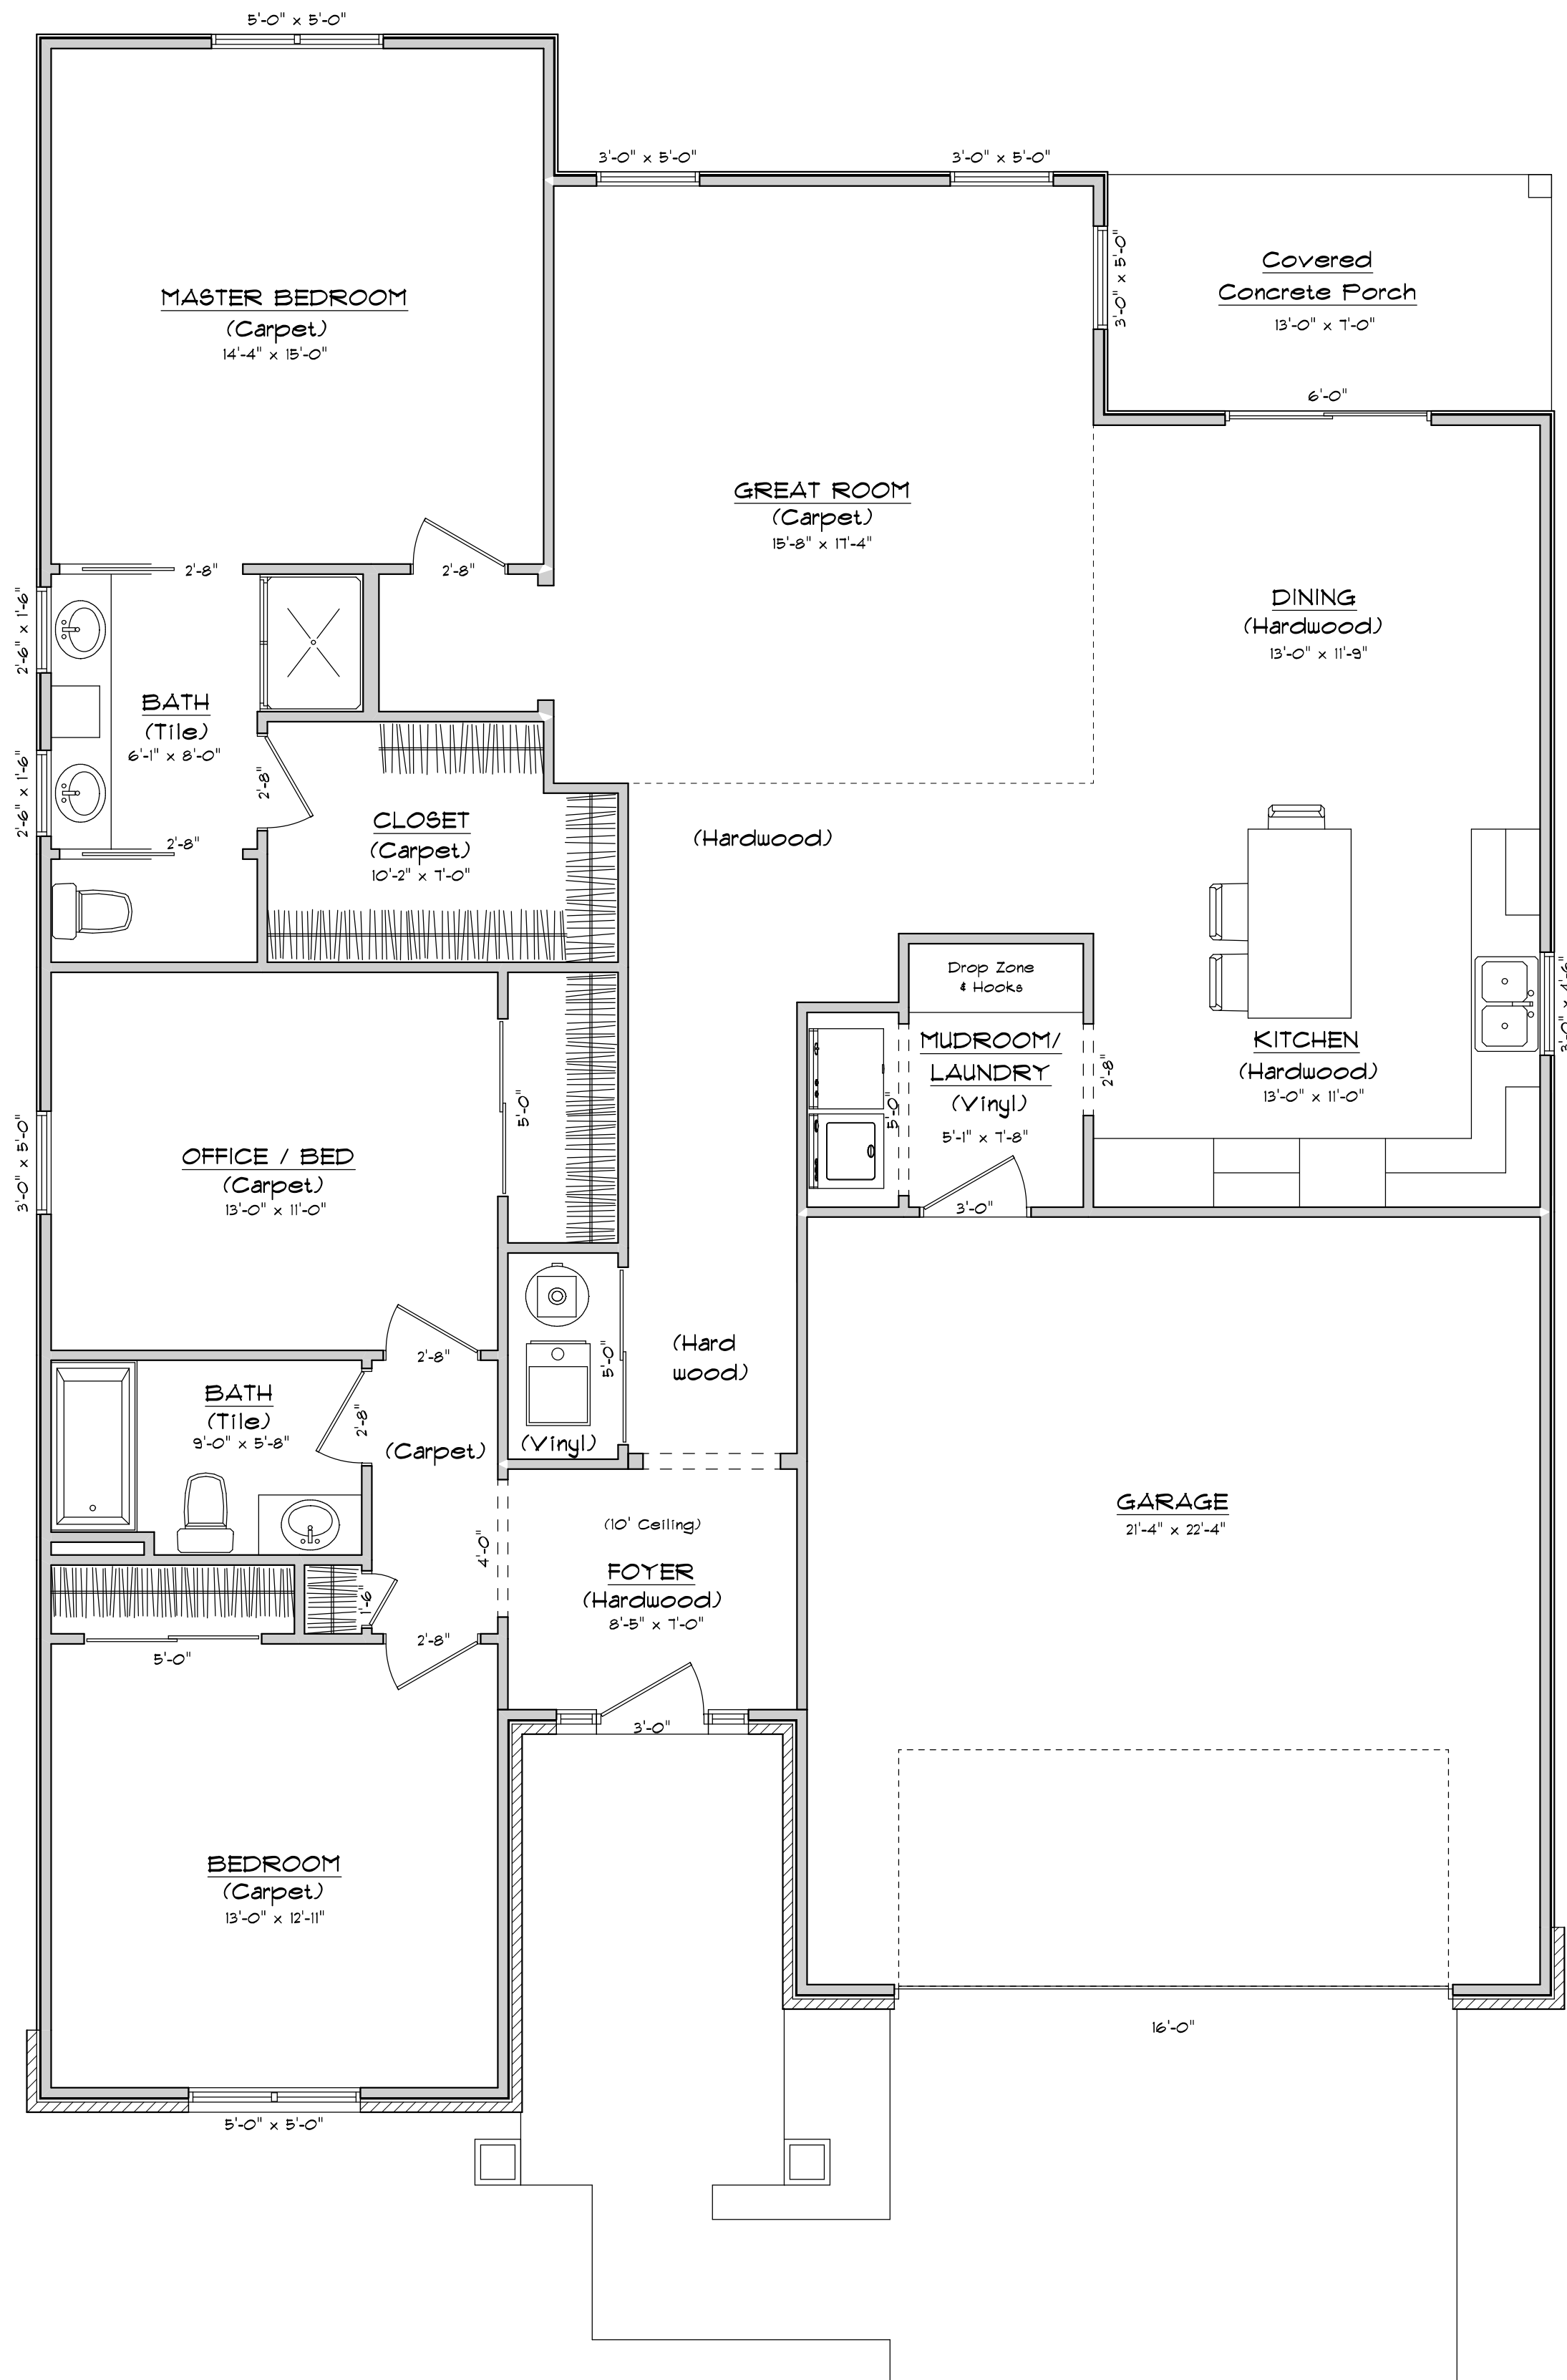 5'-0" x 5'-0"
3'-0" x 5'-0"
3'-0" x 5'-0"
3'-0" x 5'-0"
Covered
Concrete Porch
13'-0" x 7'-0"
MASTER BEDROOM
(Carpet)
14'-4" x 15'-0"
6'-0"
GREAT ROOM
(Carpet)
15'-8" x 17'-4"
2'-8"
2'-8"
DINING
(Hardwood)
13'-0" x 11'-9"
2'-6" x 1'-6"
BATH
(Tile)
6'-1" x 8'-0"
2'-6" x 1'-6"
2'-8"
2'-8"
CLOSET
(Carpet)
10'-2" x 7'-0"
(Hardwood)
Drop Zone
& Hooks
MUDROOM/
LAUNDRY
(Vinyl)
5'-1" x 7'-8"
5'-0"
2'-8"
3'-0"
KITCHEN
(Hardwood)
13'-0" x 11'-0"
3'-0" x 4'-6"
3'-0" x 5'-0"
OFFICE / BED
(Carpet)
13'-0" x 11'-0"
5'-0"
2'-8"
5'-0"
(Vinyl)
(Hard
wood)
BATH
(Tile)
9'-0" x 5'-8"
2'-8"
(Carpet)
4'-0"
(10' Ceiling)
FOYER
(Hardwood)
8'-5" x 7'-0"
GARAGE
21'-4" x 22'-4"
1'-6"
2'-8"
5'-0"
3'-0"
BEDROOM
(Carpet)
13'-0" x 12'-11"
16'-0"
5'-0" x 5'-0"